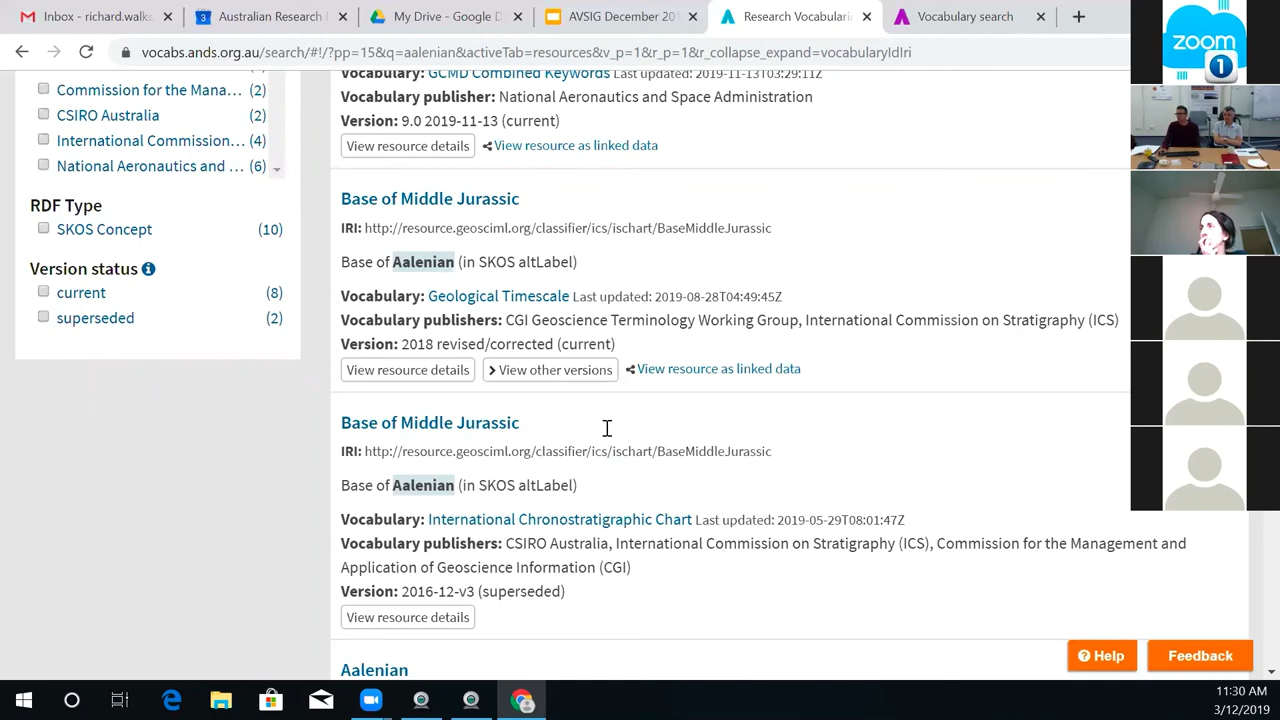 Inbox - richard.walk
Australian Research
My Drive - Google D
AVSIG December 201
Research Vocabulari
Vocabulary search
vocabs.ands.org.au/search/#!/?pp=15&q=aalenian&activeTab=resources&v_p=1&r_p=1&r_collapse_expand=vocabularyIdIri
zoom
1
Commission for the Mana... (2)
CSIRO Australia (2)
International Commission... (4)
National Aeronautics and ... (6)
RDF Type
SKOS Concept (10)
Version status
current (8)
superseded (2)
Vocabulary: GCMD Combined Keywords Last updated: 2019-11-13T03:29:11Z
Vocabulary publisher: National Aeronautics and Space Administration
Version: 9.0 2019-11-13 (current)
View resource details View resource as linked data
Base of Middle Jurassic
IRI: http://resource.geosciml.org/classifier/ics/ischart/BaseMiddleJurassic
Base of Aalenian (in SKOS altLabel)
Vocabulary: Geological Timescale Last updated: 2019-08-28T04:49:45Z
Vocabulary publishers: CGI Geoscience Terminology Working Group, International Commission on Stratigraphy (ICS)
Version: 2018 revised/corrected (current)
View resource details View other versions View resource as linked data
Base of Middle Jurassic
IRI: http://resource.geosciml.org/classifier/ics/ischart/BaseMiddleJurassic
Base of Aalenian (in SKOS altLabel)
Vocabulary: International Chronostratigraphic Chart Last updated: 2019-05-29T08:01:47Z
Vocabulary publishers: CSIRO Australia, International Commission on Stratigraphy (ICS), Commission for the Management and
Application of Geoscience Information (CGI)
Version: 2016-12-v3 (superseded)
View resource details
Aalenian
Help
Feedback
11:30 AM
3/12/2019